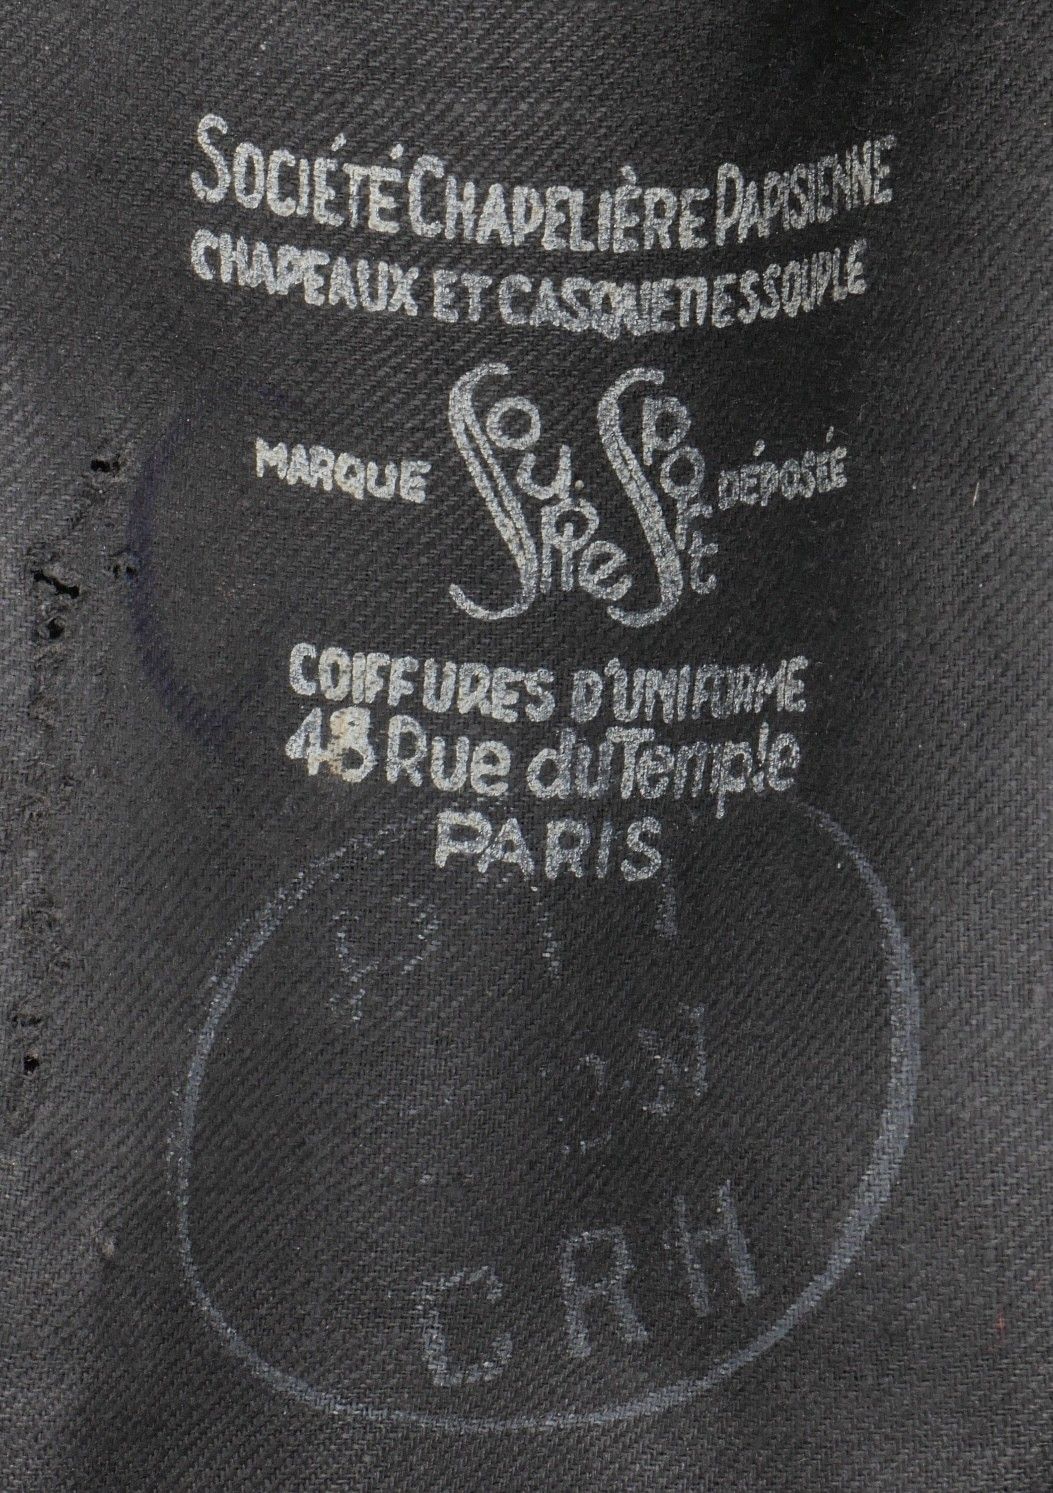 SOCIÉTÉ CHAPELIÈRE PARISIENNE
CHAPEAUX ET CASQUETTES SOUPLE
MARQUE SOUPLE SPORT DÉPOSÉE
COIFFURES D'UNIFORME
48 Rue du Temple
PARIS
CRH